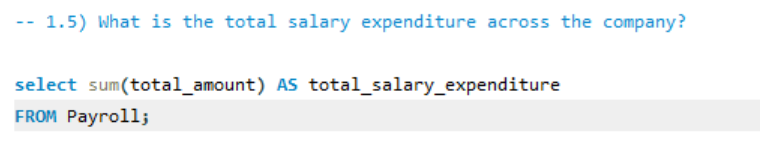 -- 1.5) What is the total salary expenditure across the company?
select sum(total_amount) AS total_salary_expenditure
FROM Payroll;